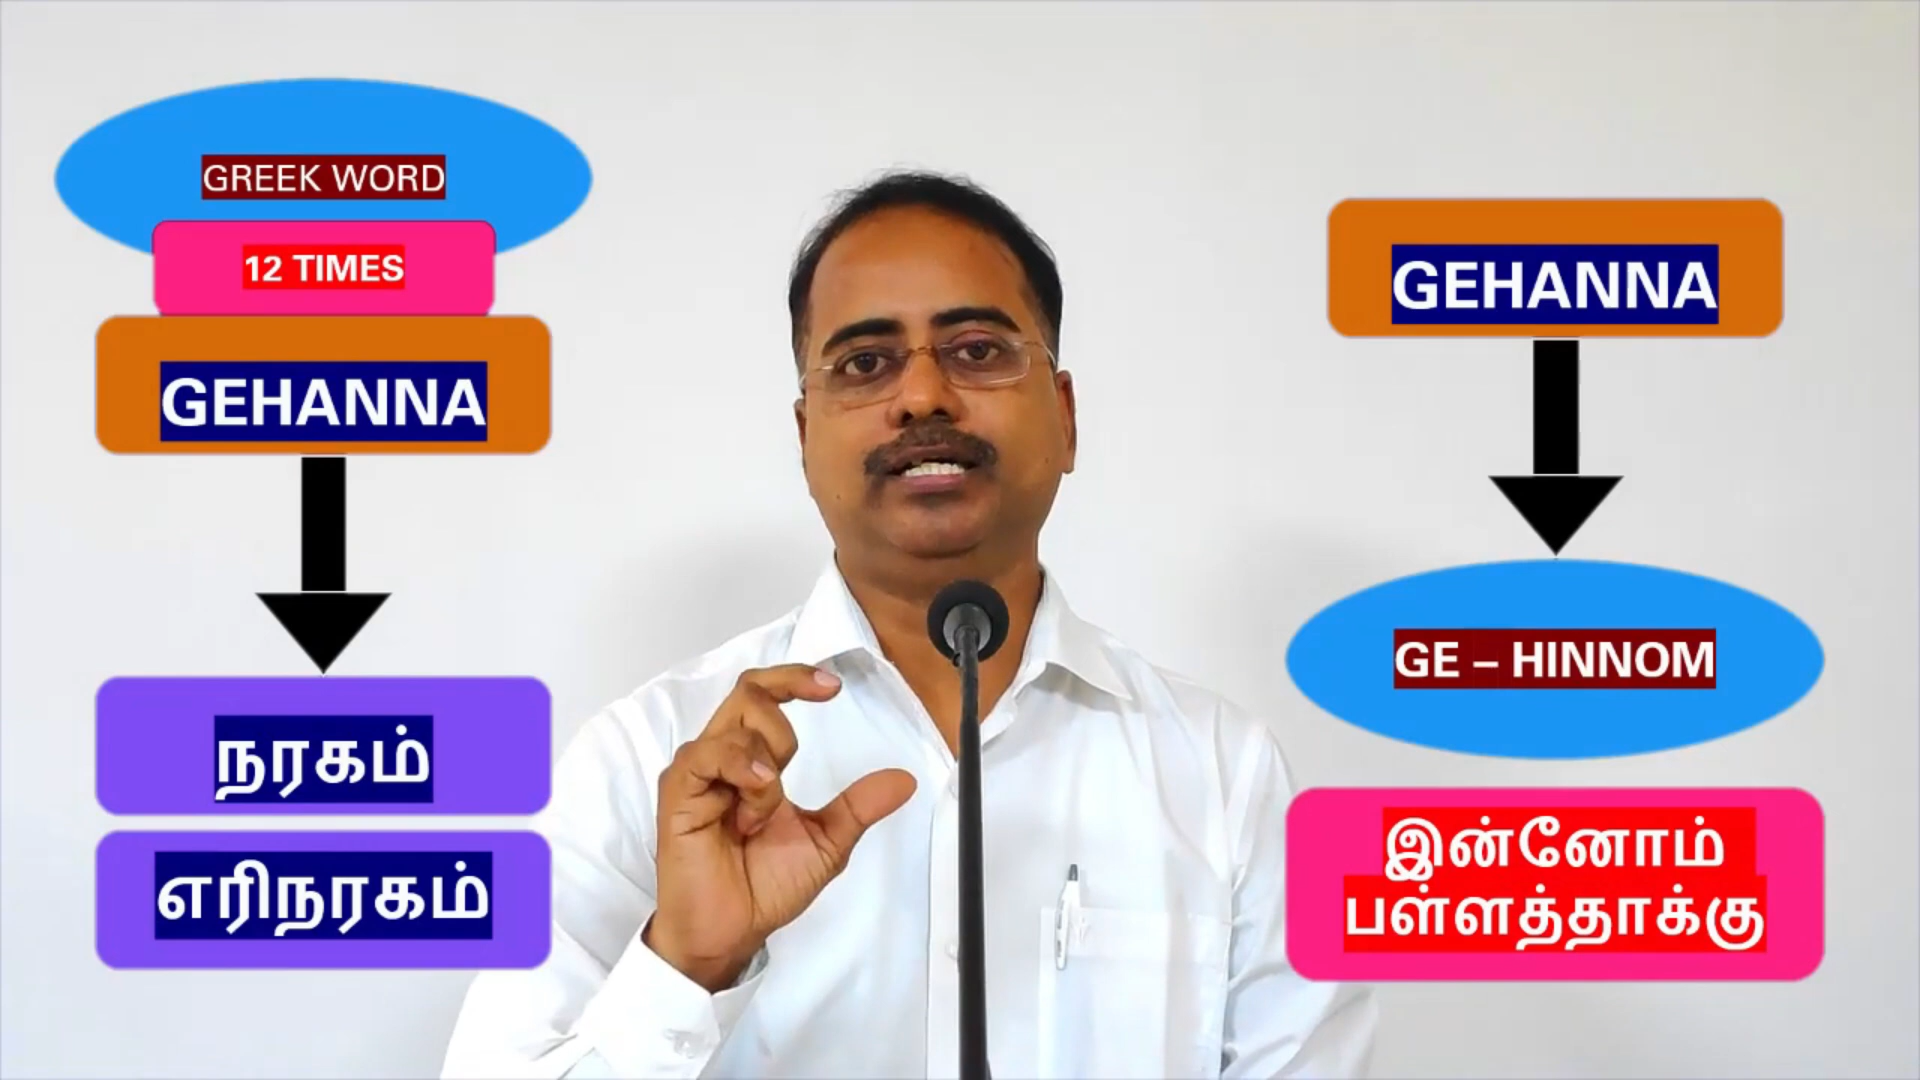 GREEK WORD
12 TIMES
GEHANNA
நரகம்
எரிநரகம்
GEHANNA
GE – HINNOM
இன்னோம்
பள்ளத்தாக்கு